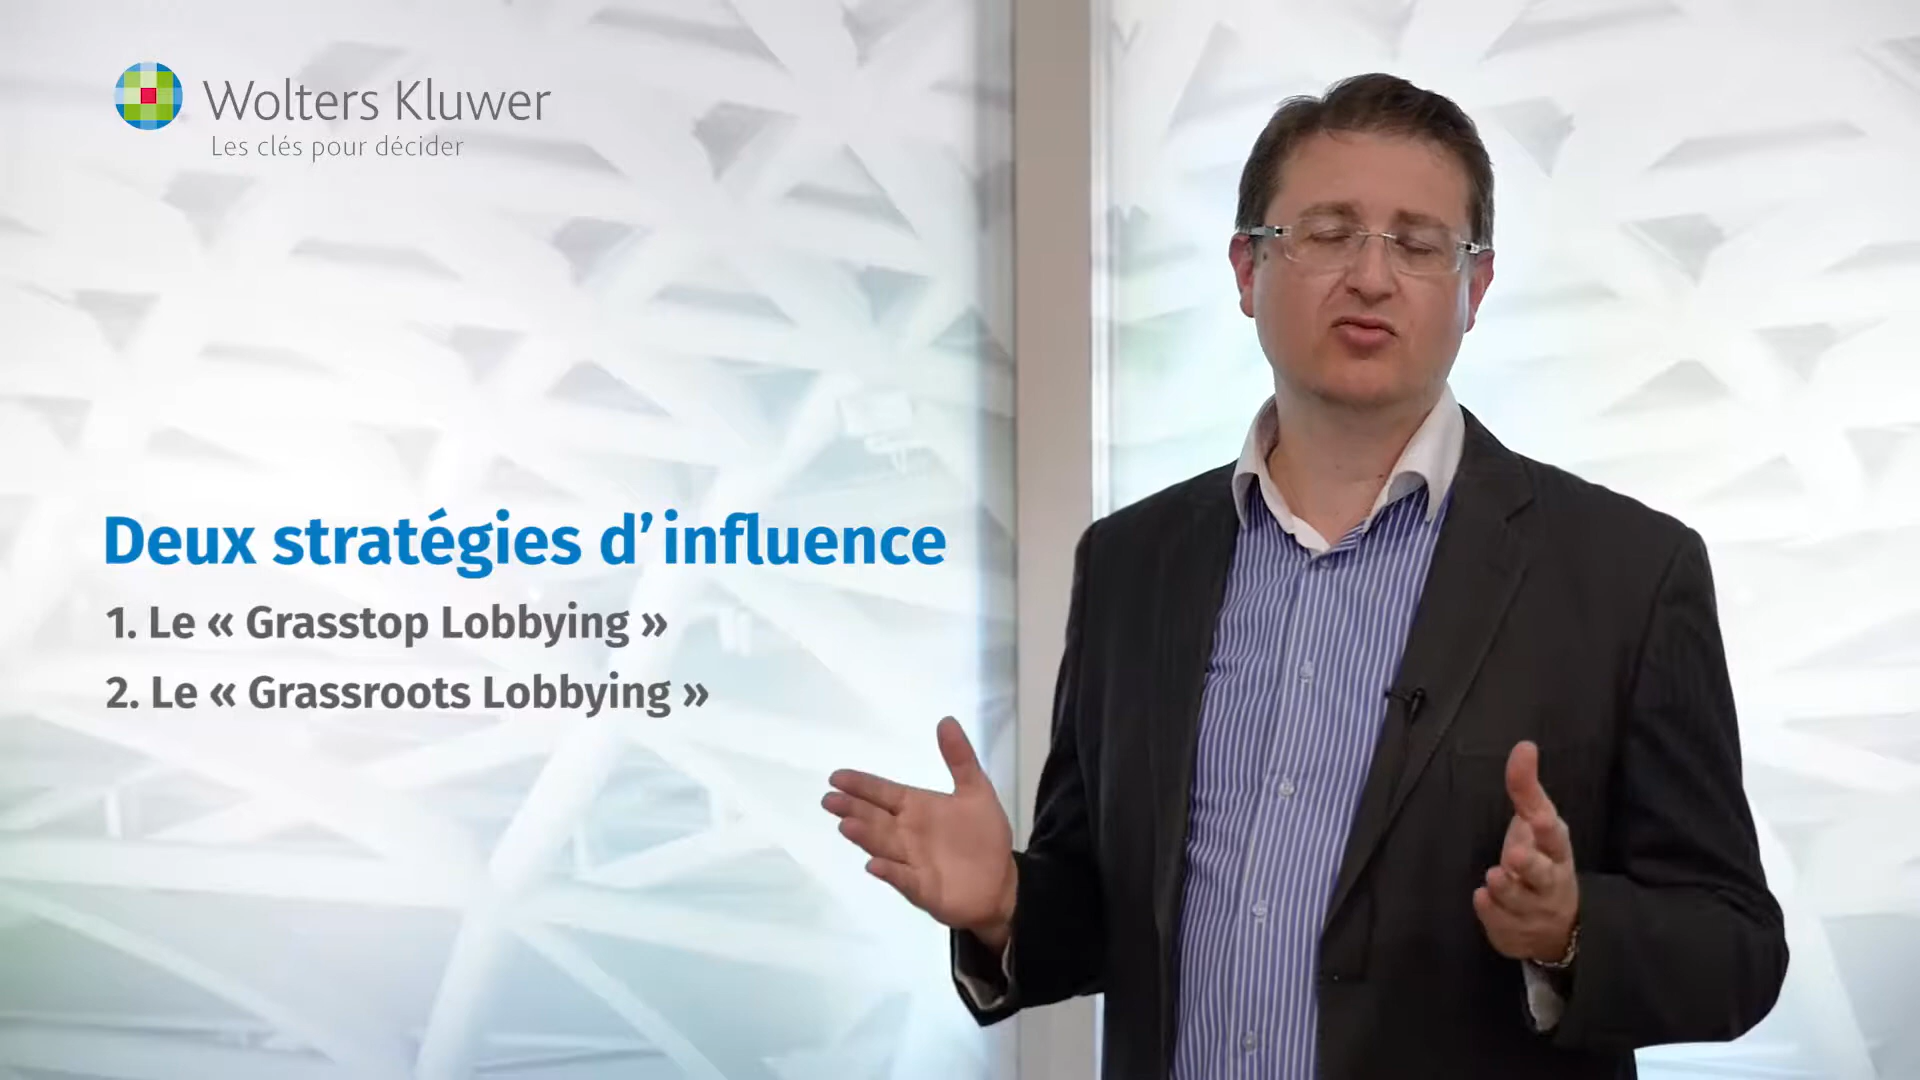 Wolters Kluwer
Les clés pour décider
Deux stratégies d’influence
1. Le « Grasstop Lobbying »
2. Le « Grassroots Lobbying »